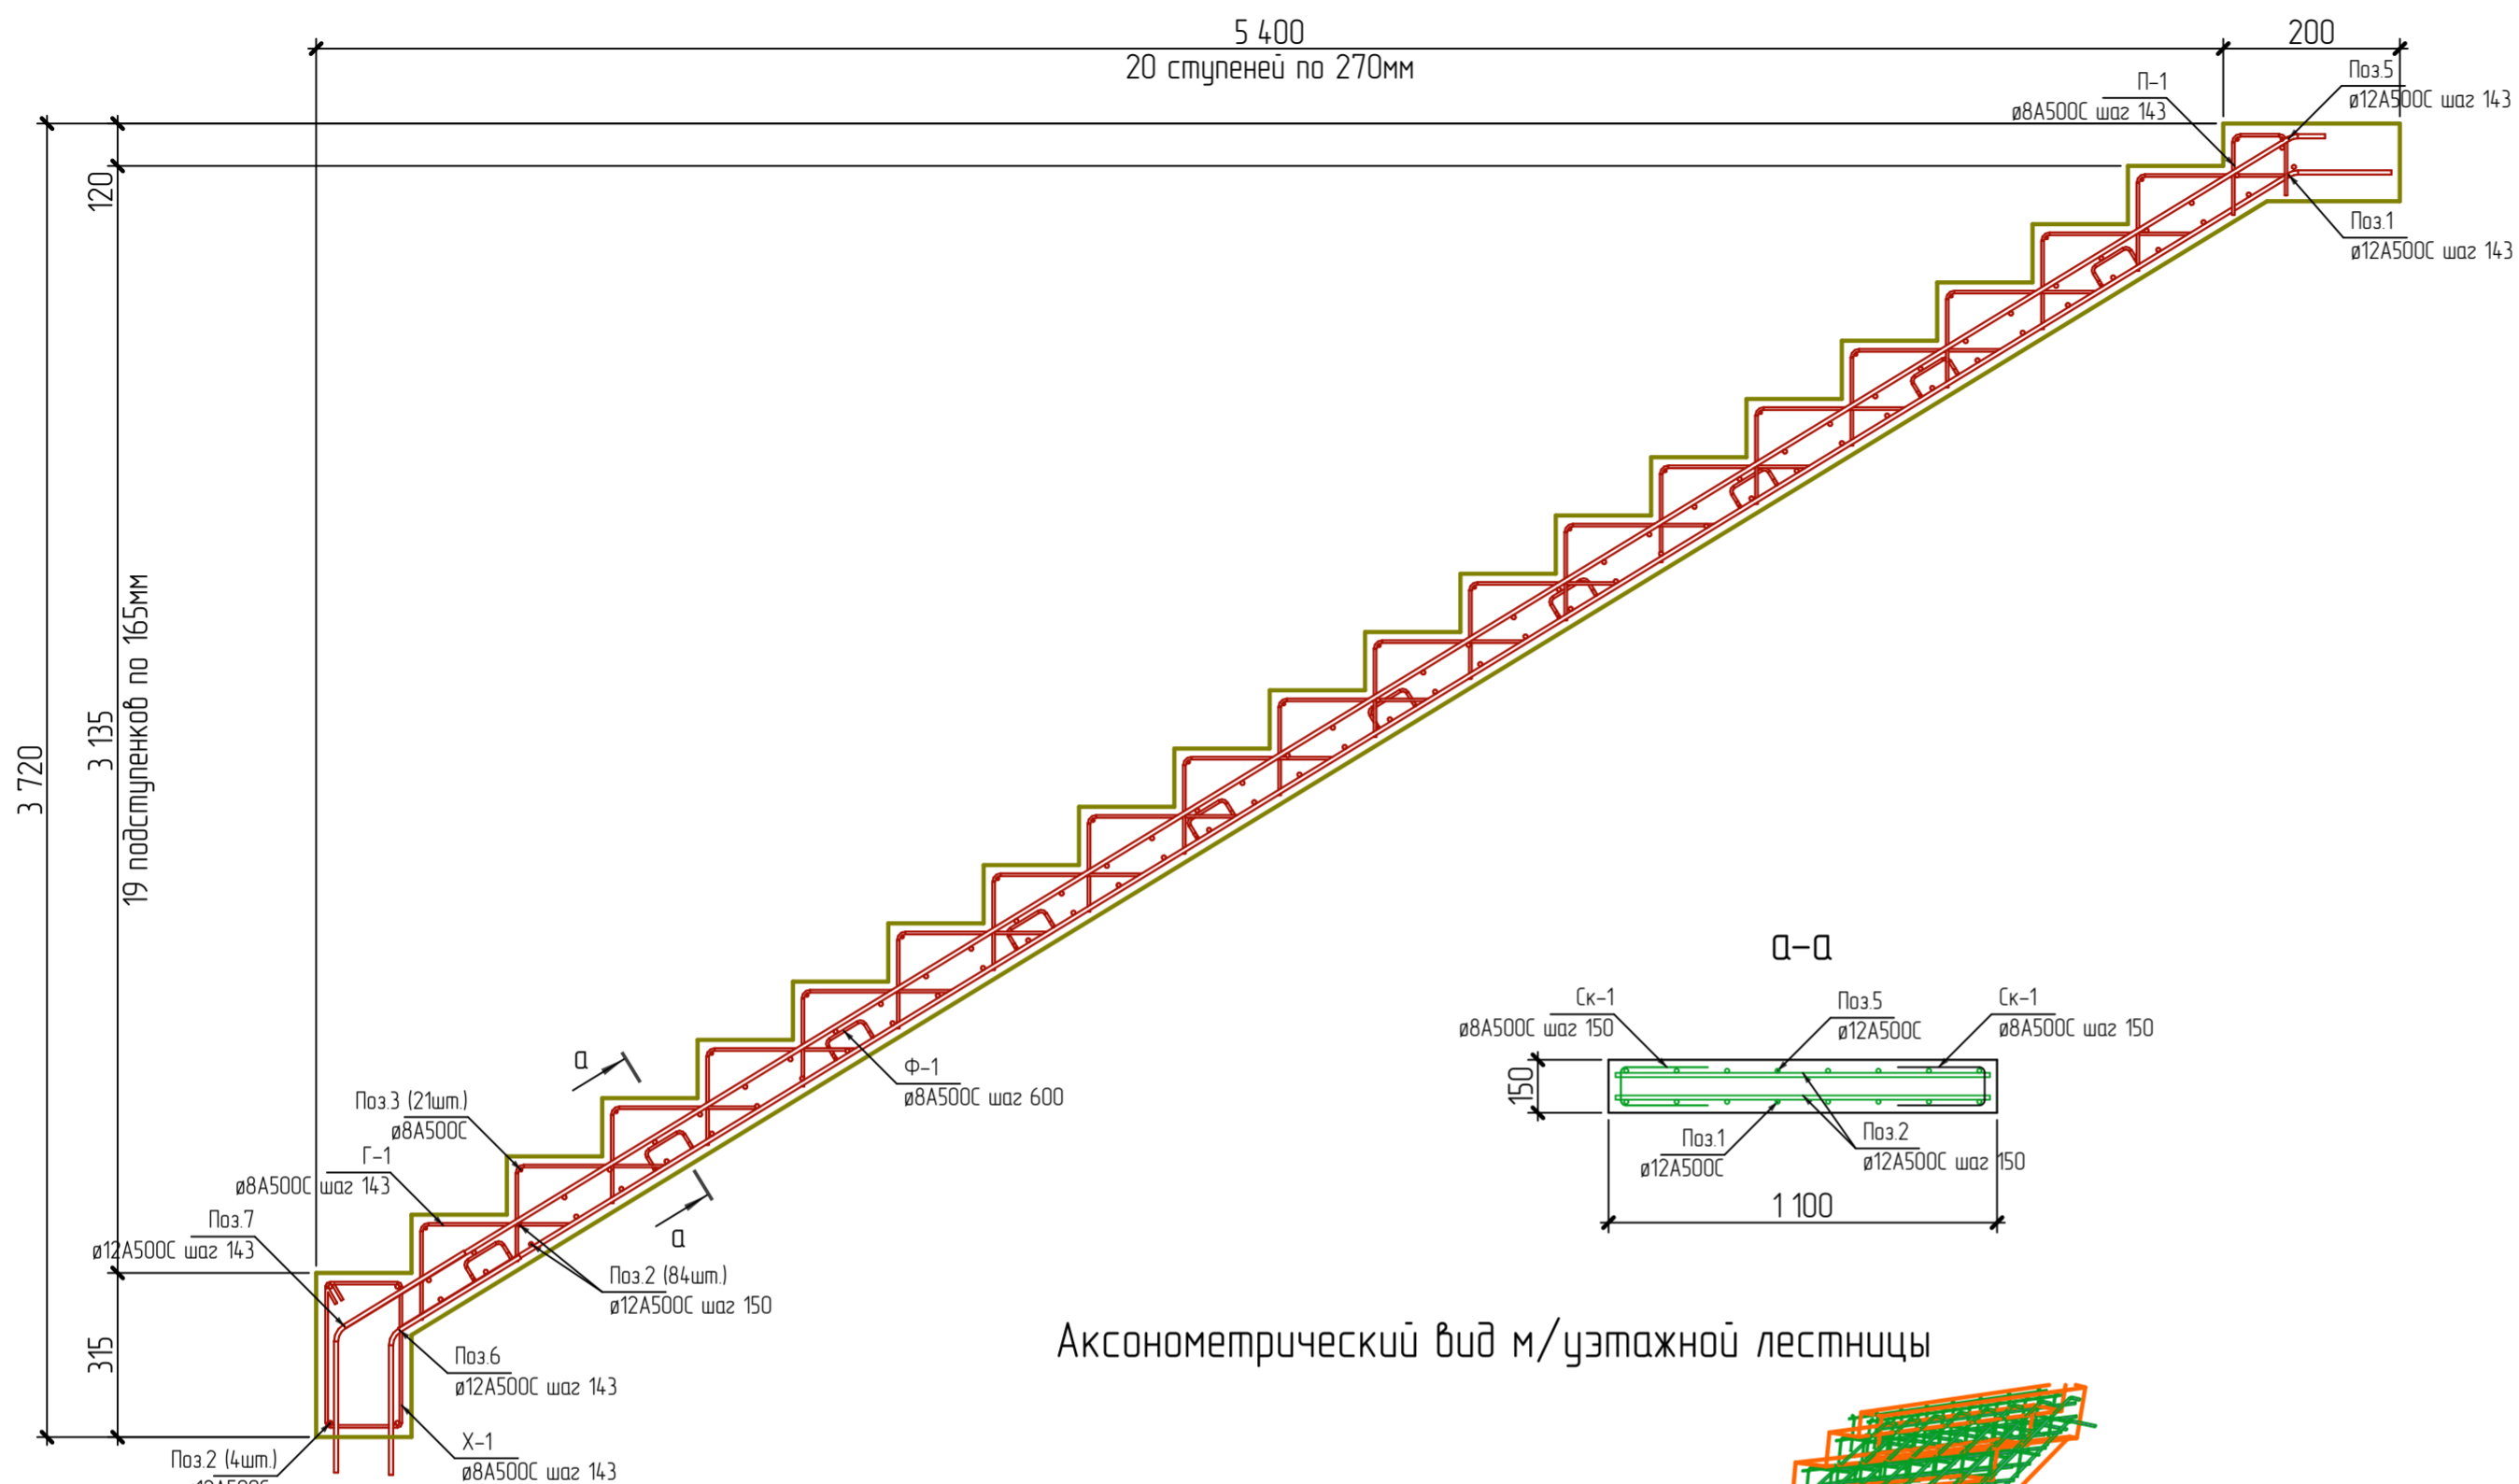 5 400
200
20 ступеней по 270мм
П-1
ø8А500С шаг 143
Поз.5
ø12А500С шаг 143
120
Поз.1
ø12А500С шаг 143
3 720
3 135
19 подступенков по 165мм
а-а
Ск-1
ø8А500С шаг 150
Поз.5
ø12А500С
Ск-1
ø8А500С шаг 150
150
Поз.1
ø12А500С
Поз.2
ø12А500С шаг 150
1 100
а
Ф-1
ø8А500С шаг 600
Поз.3 (21шт.)
ø8А500С
Г-1
ø8А500С шаг 143
а
Поз.7
ø12А500С шаг 143
Поз.2 (84шт.)
ø12А500С шаг 150
Аксонометрический вид м/уэтажной лестницы
315
Поз.6
ø12А500С шаг 143
Х-1
ø8А500С шаг 143
Поз.2 (4шт.)